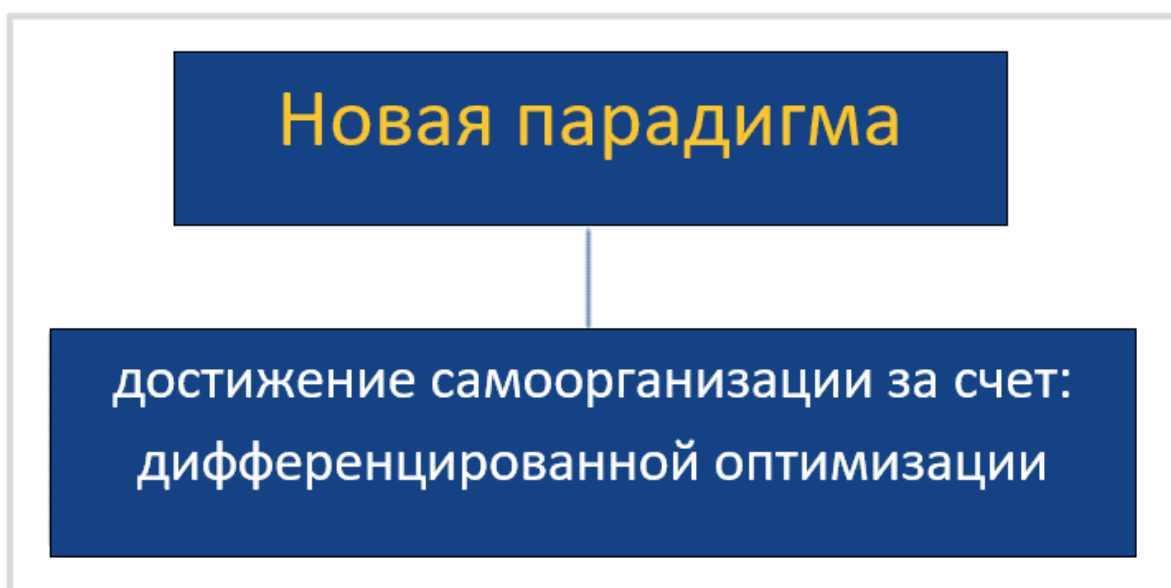 Новая парадигма
достижение самоорганизации за счет:
дифференцированной оптимизации